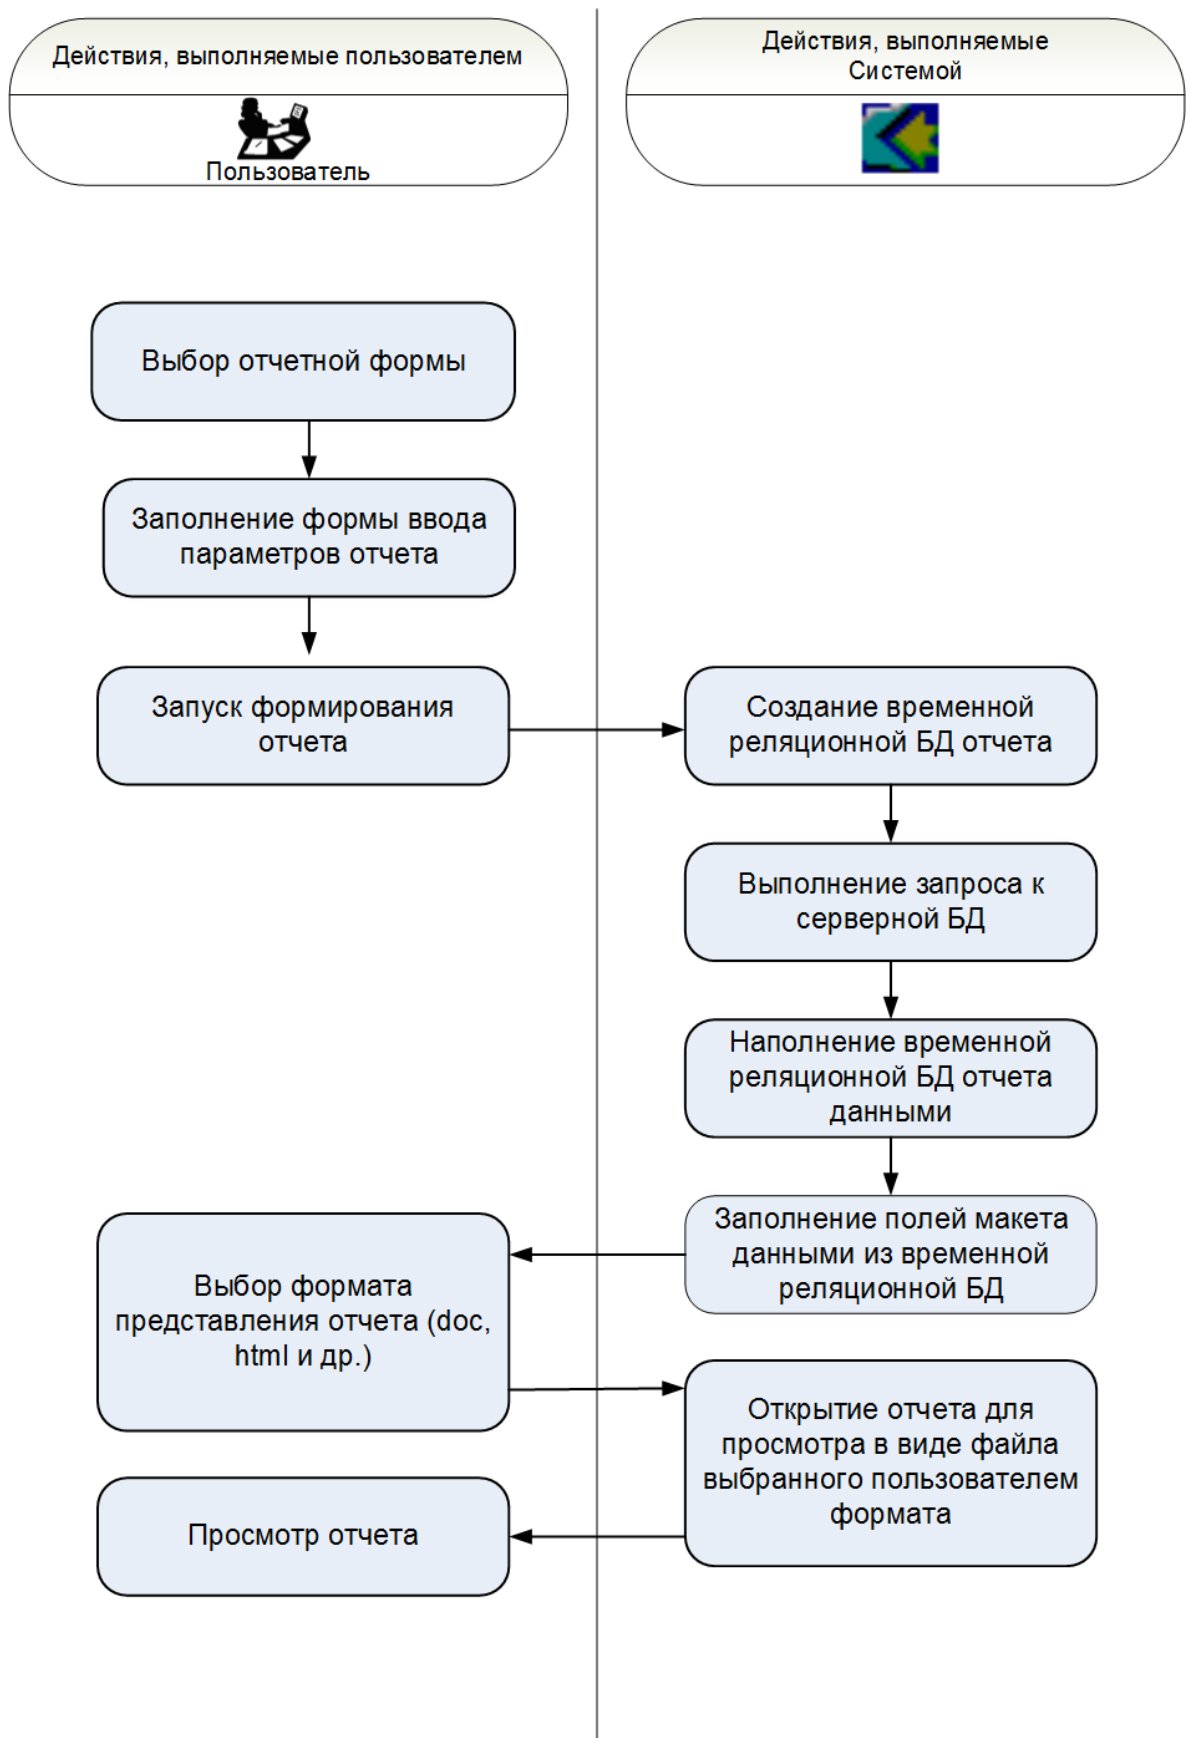 Действия, выполняемые пользователем
Пользователь
Действия, выполняемые
Системой
Выбор отчетной формы
Заполнение формы ввода
параметров отчета
Запуск формирования
отчета
Создание временной
реляционной БД отчета
Выполнение запроса к
серверной БД
Наполнение временной
реляционной БД отчета
данными
Заполнение полей макета
данными из временной
реляционной БД
Выбор формата
представления отчета (doc,
html и др.)
Открытие отчета для
просмотра в виде файла
выбранного пользователем
формата
Просмотр отчета